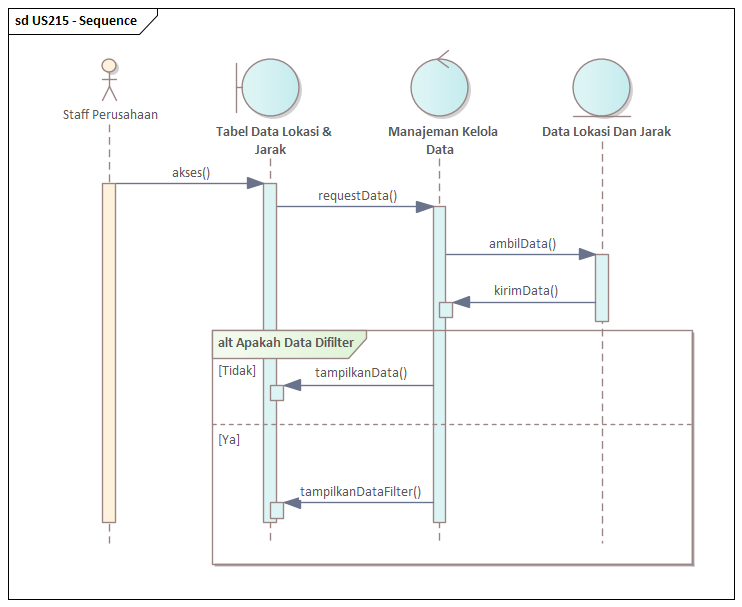 sd US215 - Sequence
Staff Perusahaan
Tabel Data Lokasi &
Jarak
Manajeman Kelola
Data
Data Lokasi Dan Jarak
akses()
requestData()
ambilData()
kirimData()
alt Apakah Data Difilter
[Tidak]
tampilkanData()
[Ya]
tampilkanDataFilter()